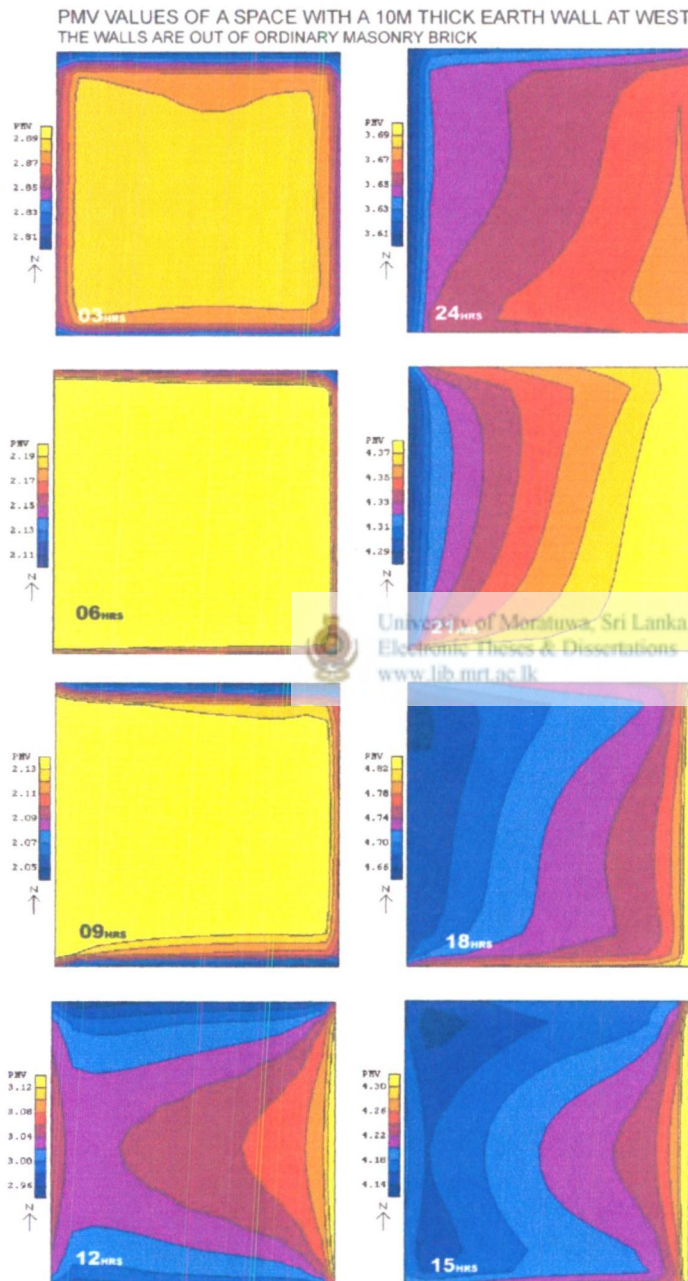 PMV VALUES OF A SPACE WITH A 10M THICK EARTH WALL AT WEST
THE WALLS ARE OUT OF ORDINARY MASONRY BRICK
PMV
2.89
2.87
2.85
2.83
2.81
N
03HRS
PMV
3.69
3.67
3.65
3.63
3.61
N
24HRS
PMV
2.19
2.17
2.15
2.13
2.11
N
06HRS
PMV
4.37
4.35
4.33
4.31
4.29
N
21HRS
University of Moratuwa, Sri Lanka.
Electronic Theses & Dissertations
www.lib.mrt.ac.lk
PMV
2.13
2.11
2.09
2.07
2.05
N
09HRS
PMV
4.82
4.78
4.74
4.70
4.66
N
18HRS
PMV
3.12
3.08
3.04
3.00
2.96
N
12HRS
PMV
4.30
4.26
4.22
4.18
4.14
N
15HRS